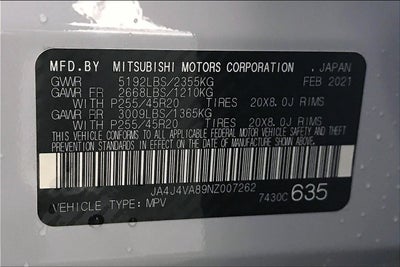 MFD.BY MITSUBISHI MOTORS CORPORATION , JAPAN
GVWR 5192LBS/2355KG FEB 2021
GAWR FR 2668LBS/1210KG
WITH P255/45R20 TIRES 20X8.0J RIMS
GAWR RR 3009LBS/1365KG
WITH P255/45R20 TIRES 20X8.0J RIMS
THIS VEHICLE CONFORMS TO ALL APPLICABLE FEDERAL MOTOR VEHICLE SAFETY, BUMPER, AND THEFT
PREVENTION STANDARDS IN EFFECT ON THE DATE OF MANUFACTURE SHOWN ABOVE.
JA4J4VA89NZ007262
VEHICLE TYPE: MPV 7430C 635